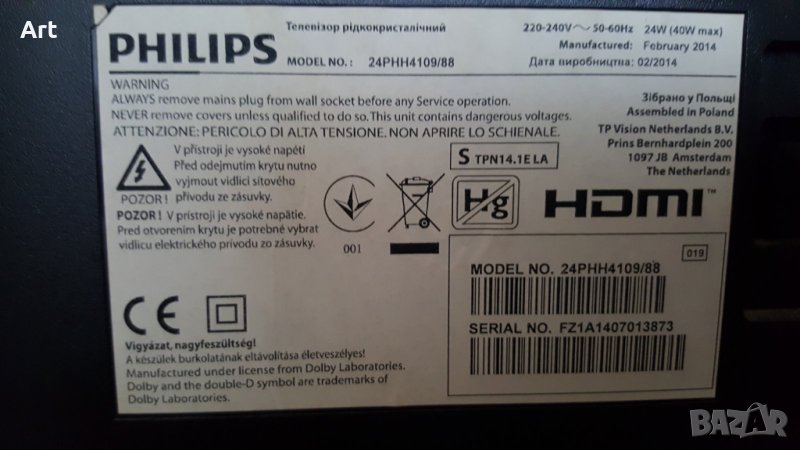 Art
PHILIPS
Телевізор рідкокристалічний
MODEL NO.: 24PHH4109/88
220-240V~ 50-60Hz 24W (40W max)
Manufactured: February 2014
Дата виробництва: 02/2014
WARNING
ALWAYS remove mains plug from wall socket before any Service operation.
NEVER remove covers unless qualified to do so. This unit contains dangerous voltages.
ATTENZIONE: PERICOLO DI ALTA TENSIONE. NON APRIRE LO SCHIENALE.
Зібрано у Польщі
Assembled in Poland
TP Vision Netherlands B.V.
Prins Bernhardplein 200
1097 JB Amsterdam
The Netherlands
V přístroji je vysoké napětí
Před odejmutím krytu nutno
vyjmout vidlici síťového
POZOR ! přívodu ze zásuvky.
POZOR ! V prístroji je vysoké napätie.
Pred otvorením krytu je potrebné vybrat
vidlicu elektrického prívodu zo zásuvky.
S TPN14.1E LA
001
Hg
HDMI™
019
MODEL NO. 24PHH4109/88
SERIAL NO. FZ1A1407013873
CE
Vigyázat, nagyfeszültség!
A készülek burkolatának eltávolítása életveszélyes!
Manufactured under license from Dolby Laboratories.
Dolby and the double-D symbol are trademarks of
Dolby Laboratories.
BAZAR